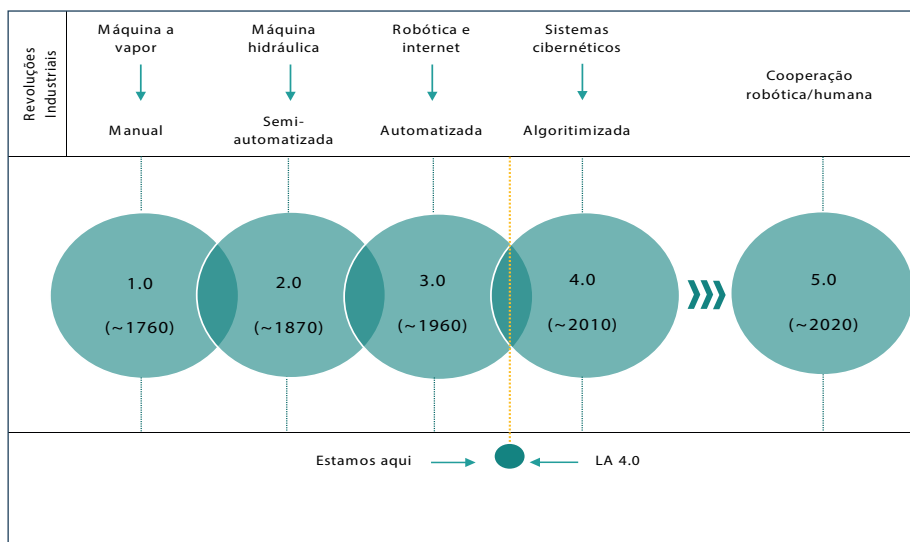 Revoluções
Industriais
Máquina a
vapor
Manual
Máquina
hidráulica
Semi-
automatizada
Robótica e
internet
Automatizada
Sistemas
cibernéticos
Algoritimizada
Cooperação
robótica/humana
1.0
(~1760)
2.0
(~1870)
3.0
(~1960)
4.0
(~2010)
5.0
(~2020)
Estamos aqui
LA 4.0